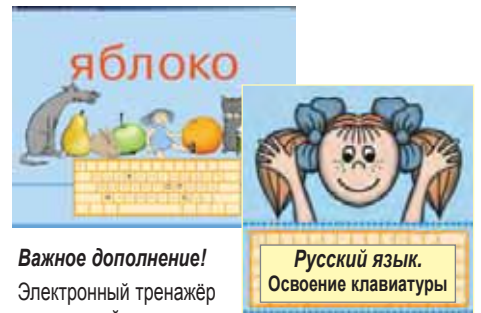 яблоко
Русский язык.
Освоение клавиатуры
Важное дополнение!
Электронный тренажёр